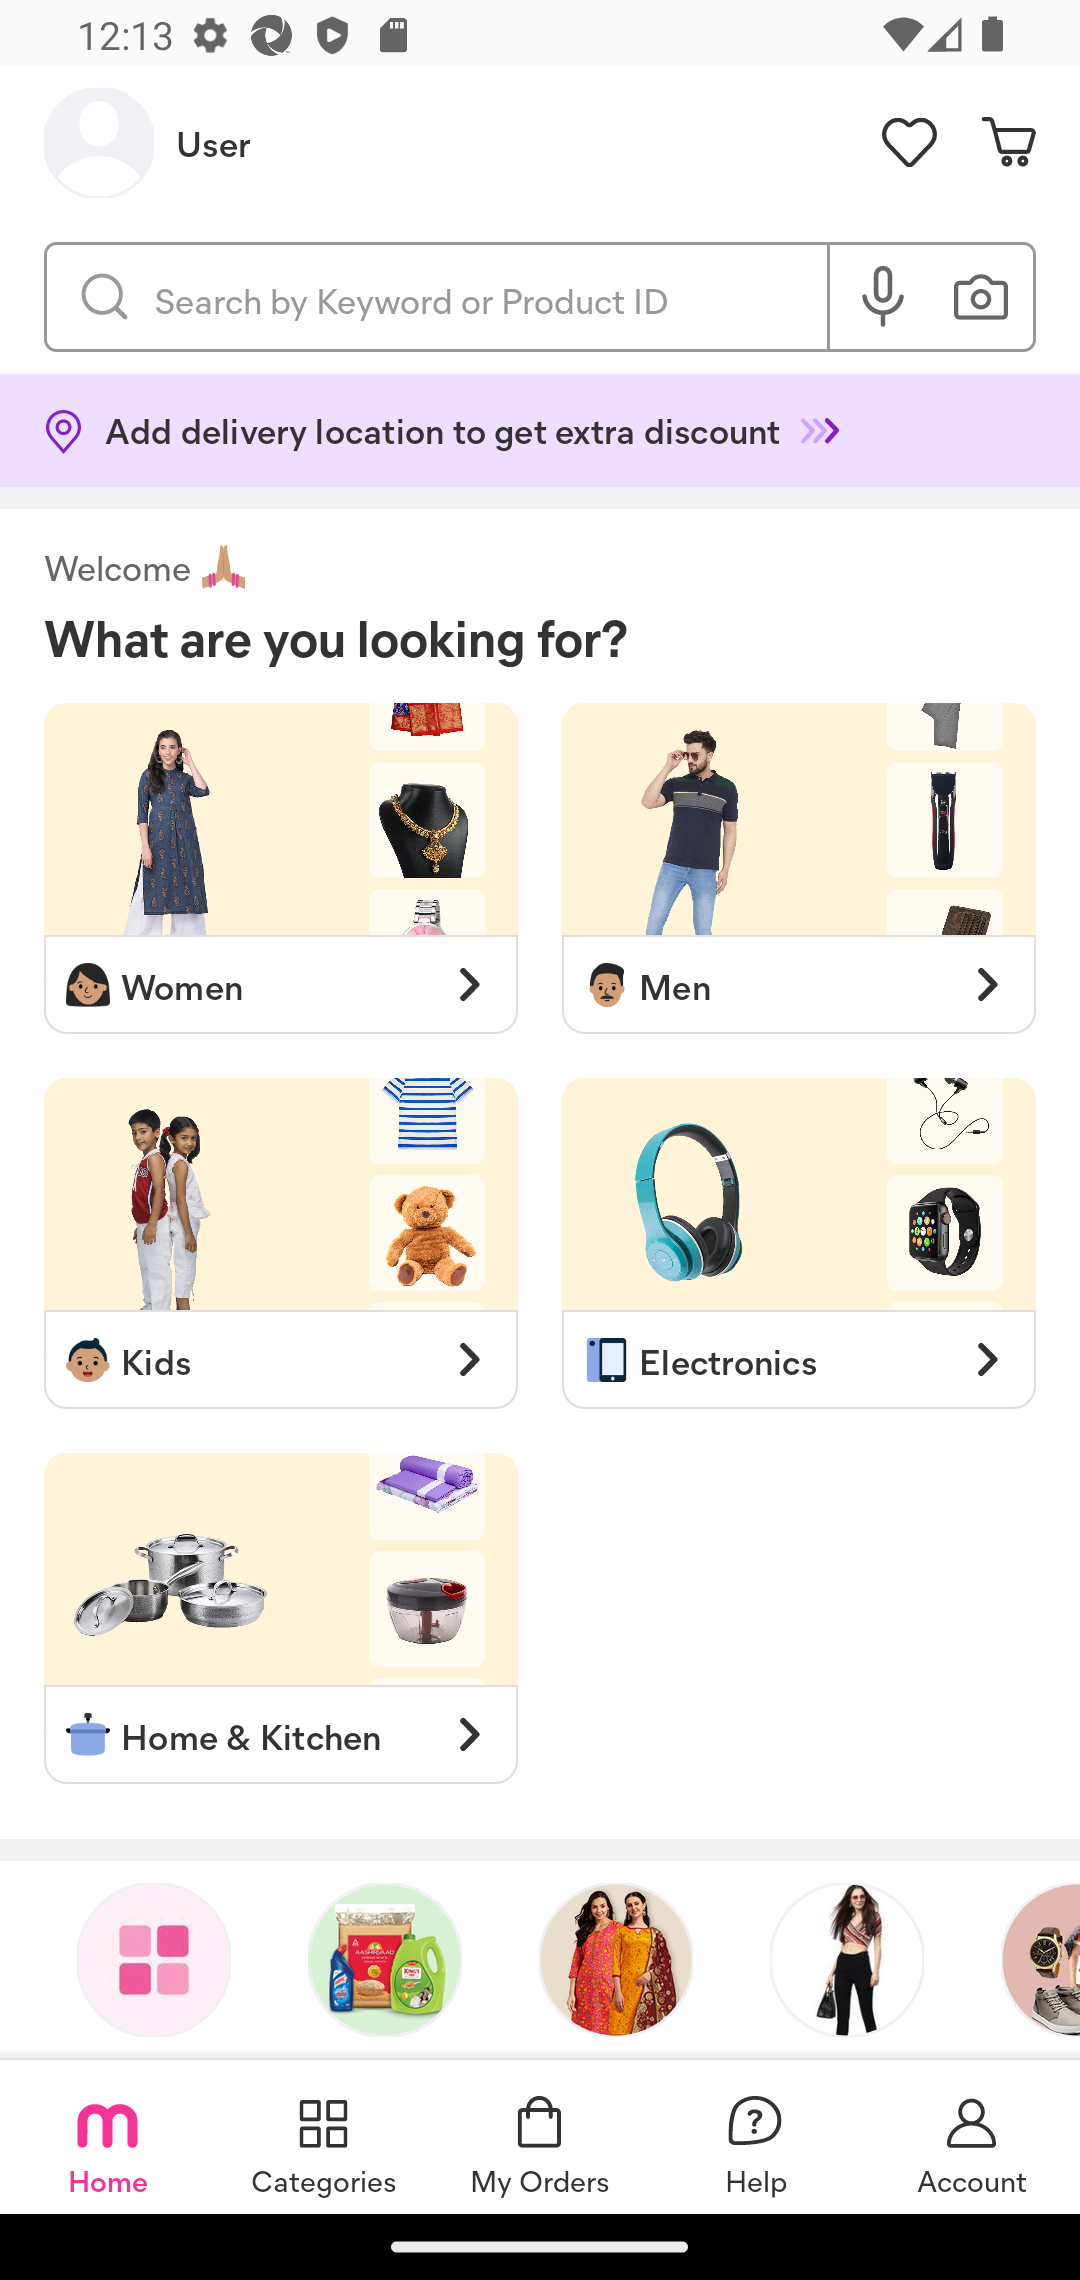 12:13
User
Search by Keyword or Product ID
Add delivery location to get extra discount
Welcome
What are you looking for?
Women
Men
Kids
Electronics
Home & Kitchen
AASHIRVAAD
Home
Categories
My Orders
Help
Account